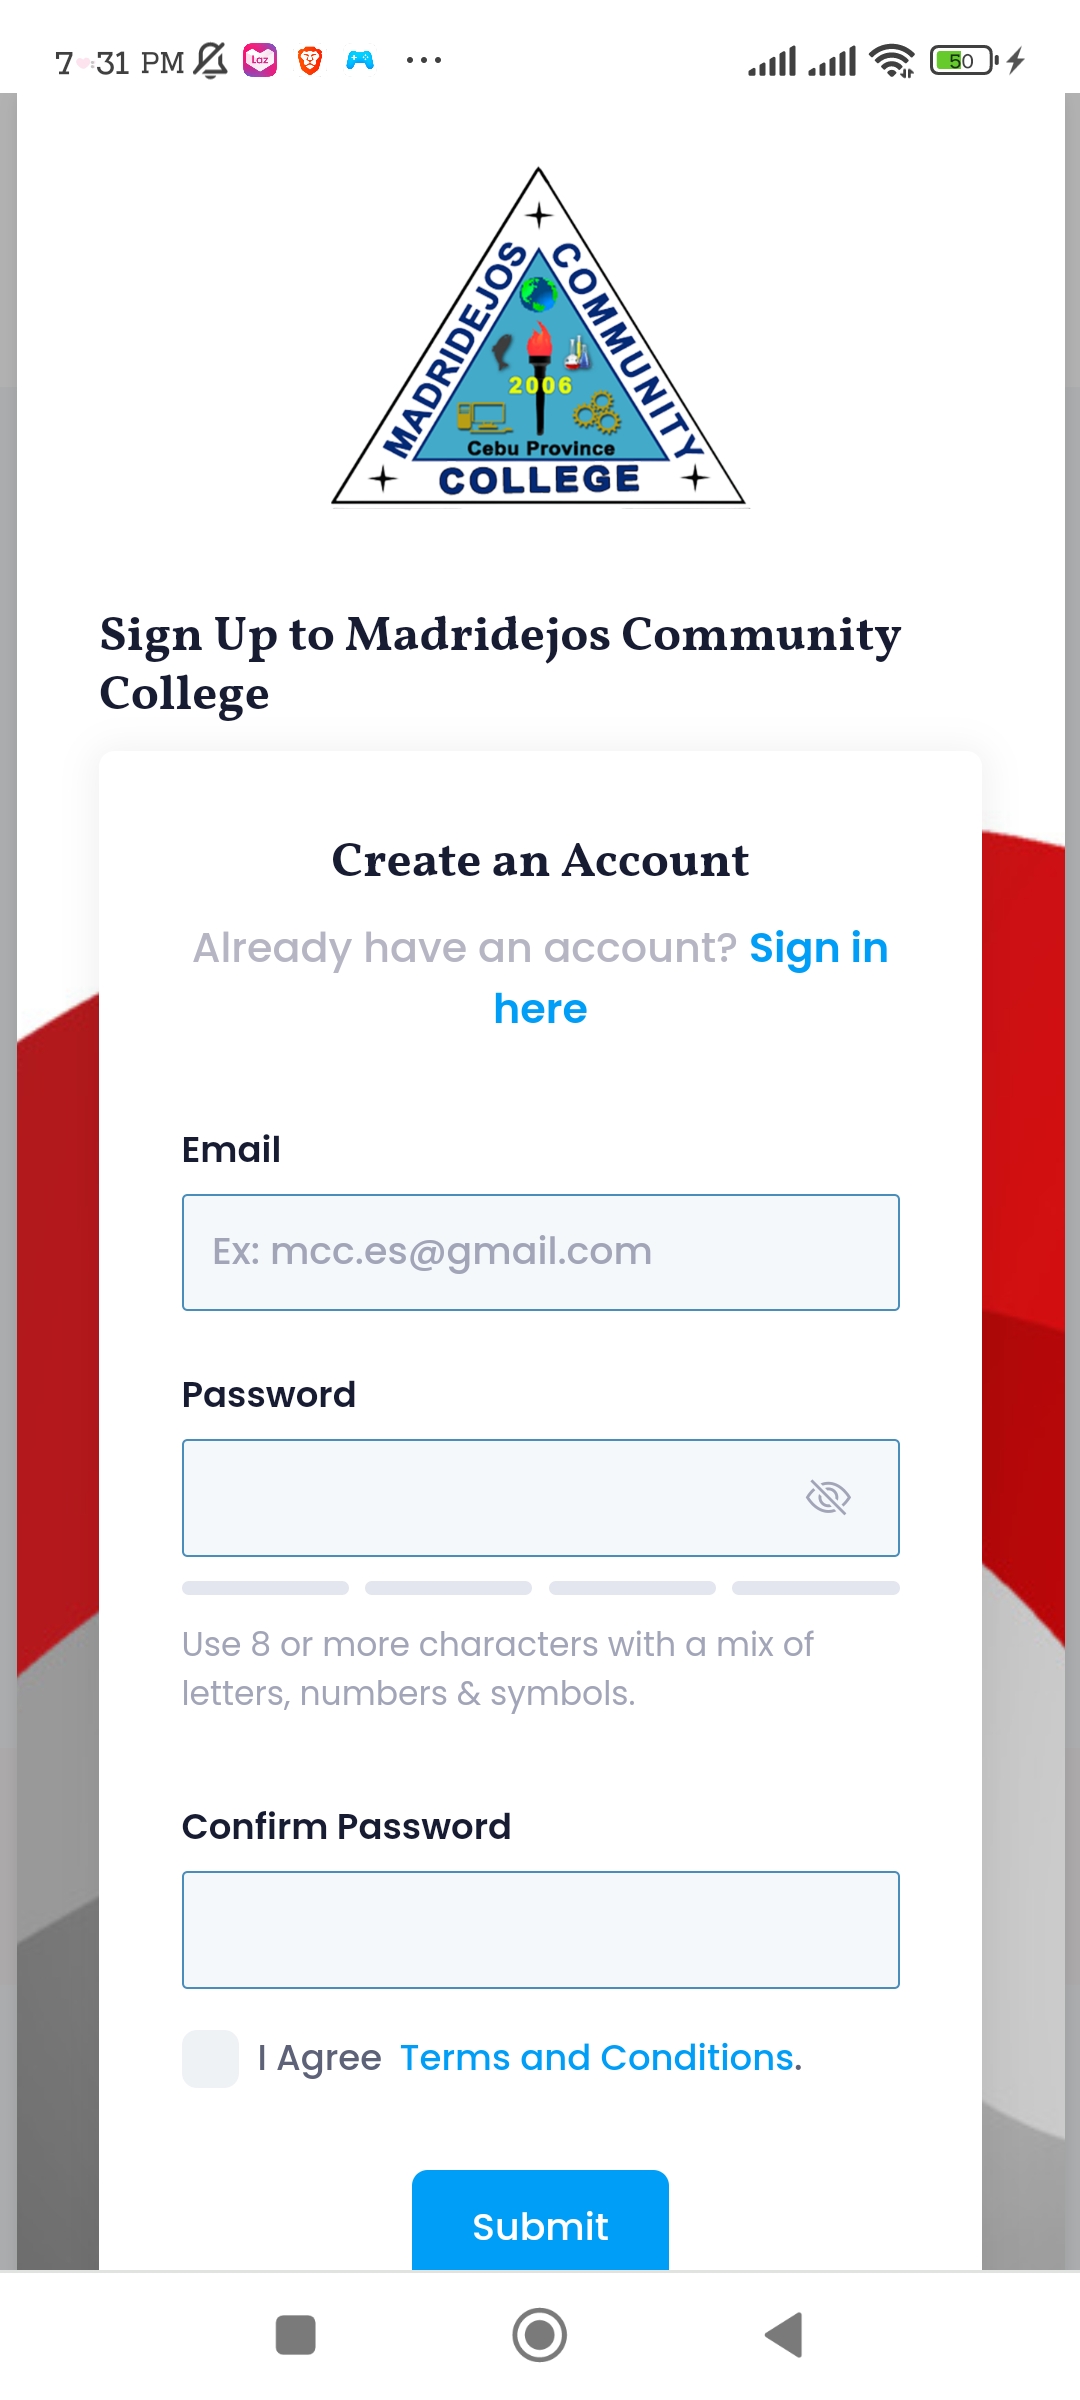 7:31 PM
Laz
50
MADRIDEJOS COMMUNITY
2006
Cebu Province
COLLEGE
Sign Up to Madridejos Community
College
Create an Account
Already have an account? Sign in
here
Email
Ex: mcc.es@gmail.com
Password
Use 8 or more characters with a mix of
letters, numbers & symbols.
Confirm Password
I Agree Terms and Conditions.
Submit